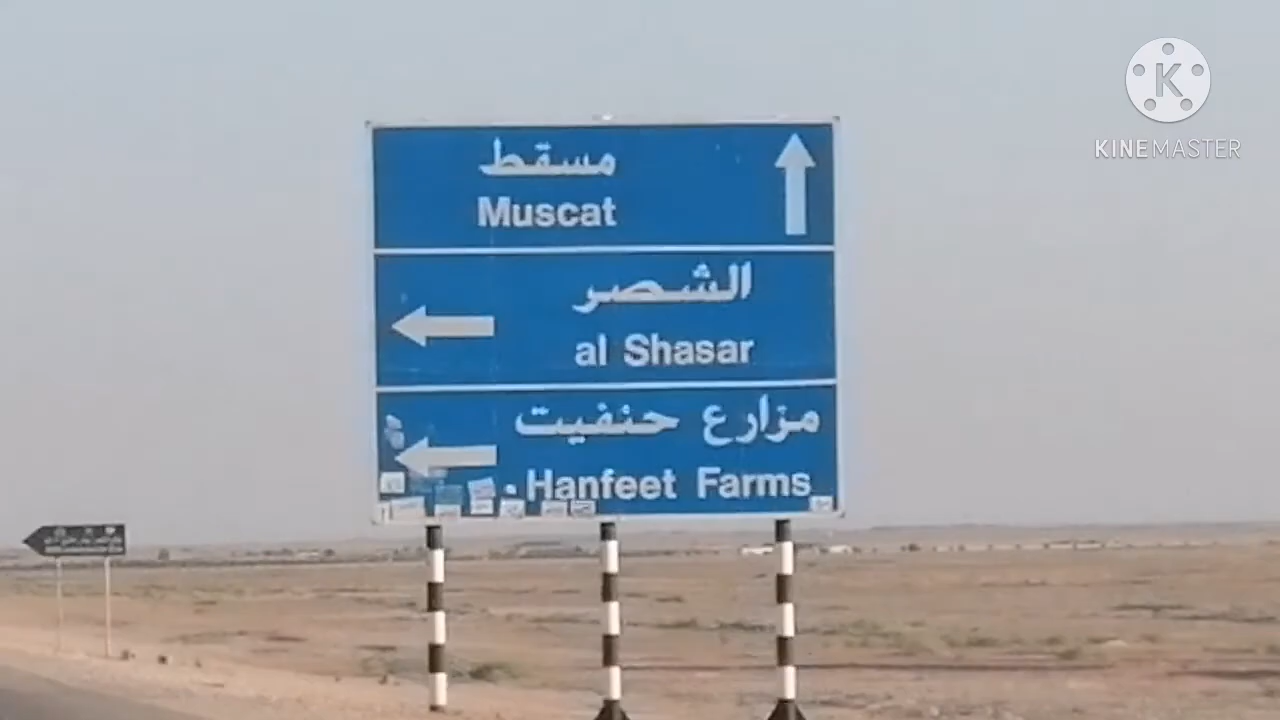 مسقط
Muscat
الشصر
al Shasar
مزارع حنفيت
Hanfeet Farms
K
KINEMASTER